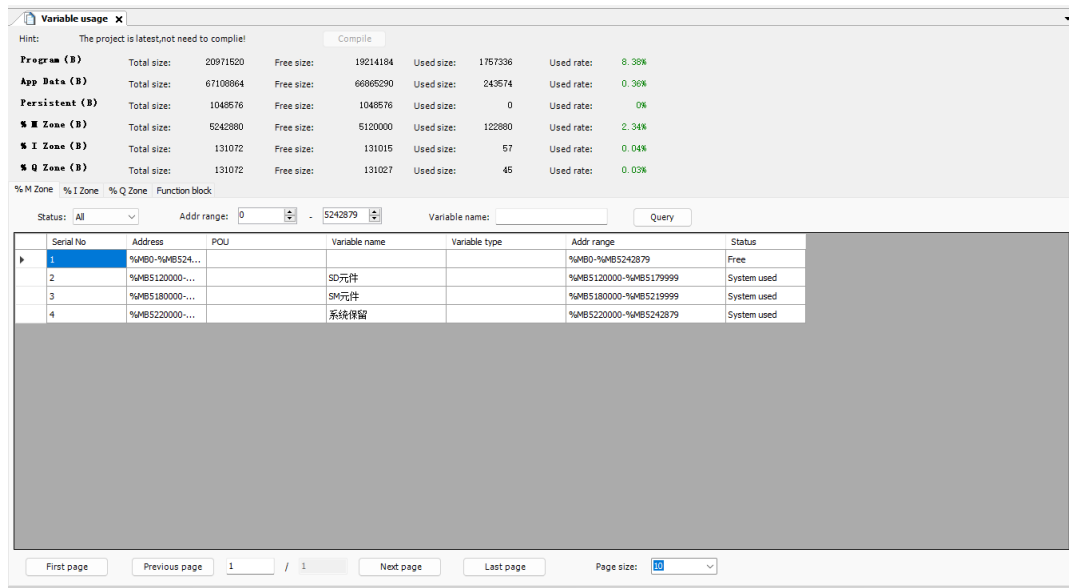 Variable usage x
Hint: The project is latest,not need to complie! Compile
Program (B) Total size: 20971520 Free size: 19214184 Used size: 1757336 Used rate: 8.38%
App Data (B) Total size: 67108864 Free size: 66865290 Used size: 243574 Used rate: 0.36%
Persistent (B) Total size: 1048576 Free size: 1048576 Used size: 0 Used rate: 0%
% M Zone (B) Total size: 5242880 Free size: 5120000 Used size: 122880 Used rate: 2.34%
% I Zone (B) Total size: 131072 Free size: 131015 Used size: 57 Used rate: 0.04%
% Q Zone (B) Total size: 131072 Free size: 131027 Used size: 45 Used rate: 0.03%
% M Zone % I Zone % Q Zone Function block
Status: All Addr range: 0 - 5242879 Variable name: Query
Serial No Address POU Variable name Variable type Addr range Status
1 %MB0-%MB524... %MB0-%MB5242879 Free
2 %MB5120000-... SD元件 %MB5120000-%MB5179999 System used
3 %MB5180000-... SM元件 %MB5180000-%MB5219999 System used
4 %MB5220000-... 系统保留 %MB5220000-%MB5242879 System used
First page Previous page 1 / 1 Next page Last page Page size: 10